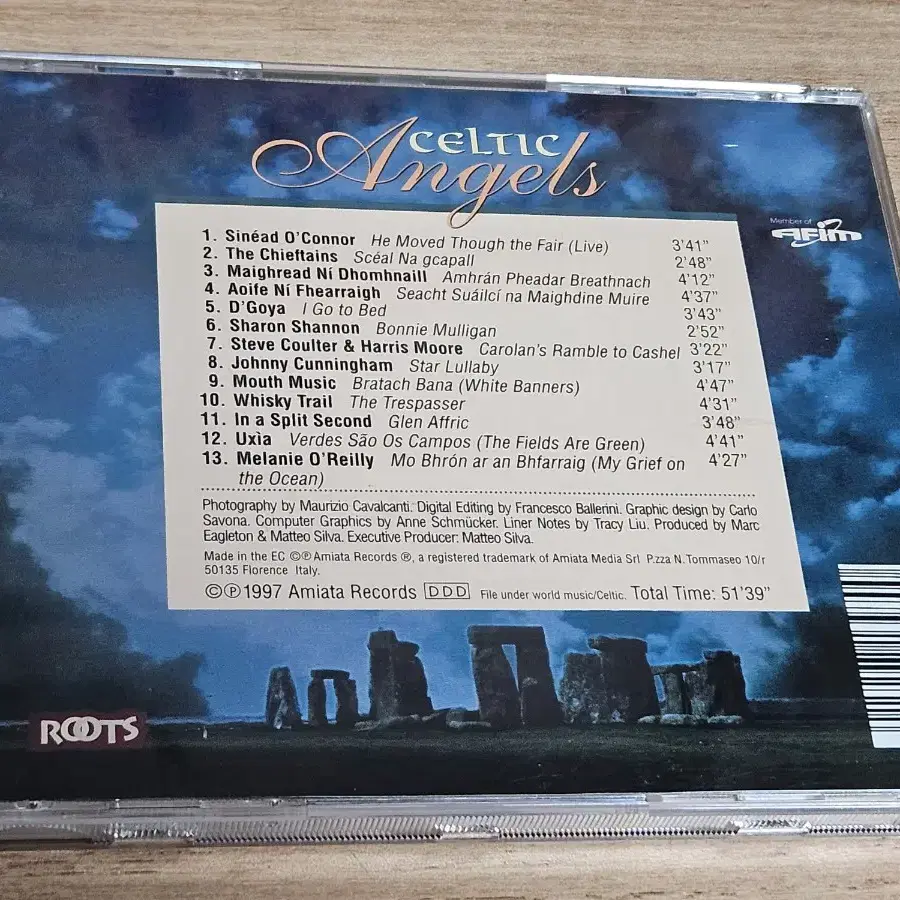 CELTIC
Angels
Member of
AFIM
1. Sinéad O'Connor He Moved Though the Fair (Live) 3'41"
2. The Chieftains Scéal Na gcapall 2'48"
3. Maighread Ní Dhomhnaill Amhrán Pheadar Breathnach 4'12"
4. Aoife Ní Fhearraigh Seacht Suáilcí na Maighdine Muire 4'37"
5. D'Goya I Go to Bed 3'43"
6. Sharon Shannon Bonnie Mulligan 2'52"
7. Steve Coulter & Harris Moore Carolan's Ramble to Cashel 3'22"
8. Johnny Cunningham Star Lullaby 3'17"
9. Mouth Music Bratach Bana (White Banners) 4'47"
10. Whisky Trail The Trespasser 4'31"
11. In a Split Second Glen Affric 3'48"
12. Uxìa Verdes São Os Campos (The Fields Are Green) 4'41"
13. Melanie O'Reilly Mo Bhrón ar an Bhfarraig (My Grief on 4'27"
the Ocean)
Photography by Maurizio Cavalcanti. Digital Editing by Francesco Ballerini. Graphic design by Carlo
Savona. Computer Graphics by Anne Schmücker. Liner Notes by Tracy Liu. Produced by Marc
Eagleton & Matteo Silva. Executive Producer: Matteo Silva.
Made in the EC ©℗ Amiata Records ®, a registered trademark of Amiata Media Srl P.zza N. Tommaseo 10/r
50135 Florence Italy.
©℗ 1997 Amiata Records DDD File under world music/Celtic. Total Time: 51'39"
ROOTS